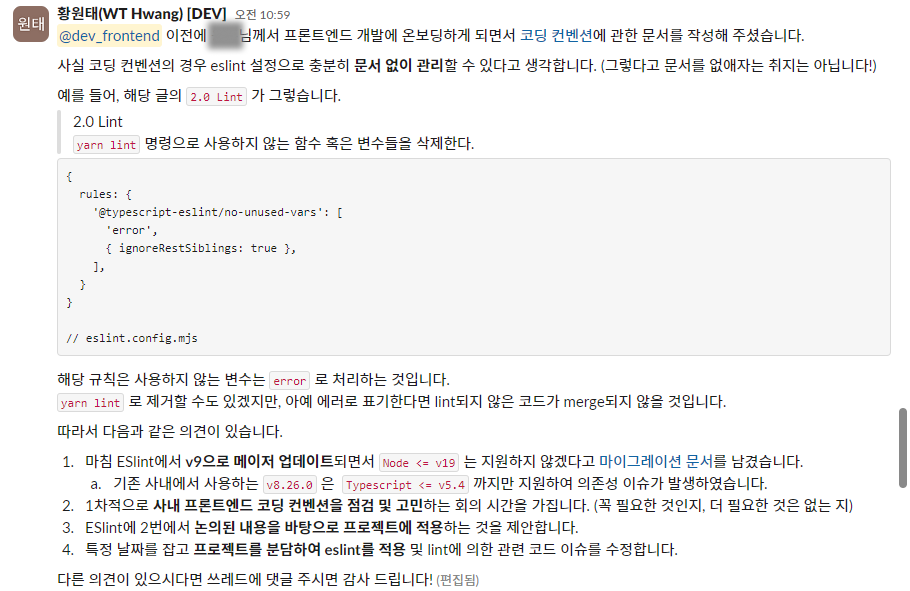 원태
황원태(WT Hwang) [DEV] 오전 10:59
@dev_frontend 이전에 님께서 프론트엔드 개발에 온보딩하게 되면서 코딩 컨벤션에 관한 문서를 작성해 주셨습니다.
사실 코딩 컨벤션의 경우 eslint 설정으로 충분히 문서 없이 관리할 수 있다고 생각합니다. (그렇다고 문서를 없애자는 취지는 아닙니다!)
예를 들어, 해당 글의 2.0 Lint 가 그렇습니다.
2.0 Lint
yarn lint 명령으로 사용하지 않는 함수 혹은 변수들을 삭제한다.
{
  rules: {
    '@typescript-eslint/no-unused-vars': [
      'error',
      { ignoreRestSiblings: true },
    ],
  }
}
// eslint.config.mjs
해당 규칙은 사용하지 않는 변수는 error 로 처리하는 것입니다.
yarn lint 로 제거할 수도 있겠지만, 아예 에러로 표기한다면 lint되지 않은 코드가 merge되지 않을 것입니다.
따라서 다음과 같은 의견이 있습니다.
1. 마침 ESlint에서 v9으로 메이저 업데이트되면서 Node <= v19 는 지원하지 않겠다고 마이그레이션 문서를 남겼습니다.
a. 기존 사내에서 사용하는 v8.26.0 은 Typescript <= v5.4 까지만 지원하여 의존성 이슈가 발생하였습니다.
2. 1차적으로 사내 프론트엔드 코딩 컨벤션을 점검 및 고민하는 회의 시간을 가집니다. (꼭 필요한 것인지, 더 필요한 것은 없는 지)
3. ESlint에 2번에서 논의된 내용을 바탕으로 프로젝트에 적용하는 것을 제안합니다.
4. 특정 날짜를 잡고 프로젝트를 분담하여 eslint를 적용 및 lint에 의한 관련 코드 이슈를 수정합니다.
다른 의견이 있으시다면 쓰레드에 댓글 주시면 감사 드립니다! (편집됨)